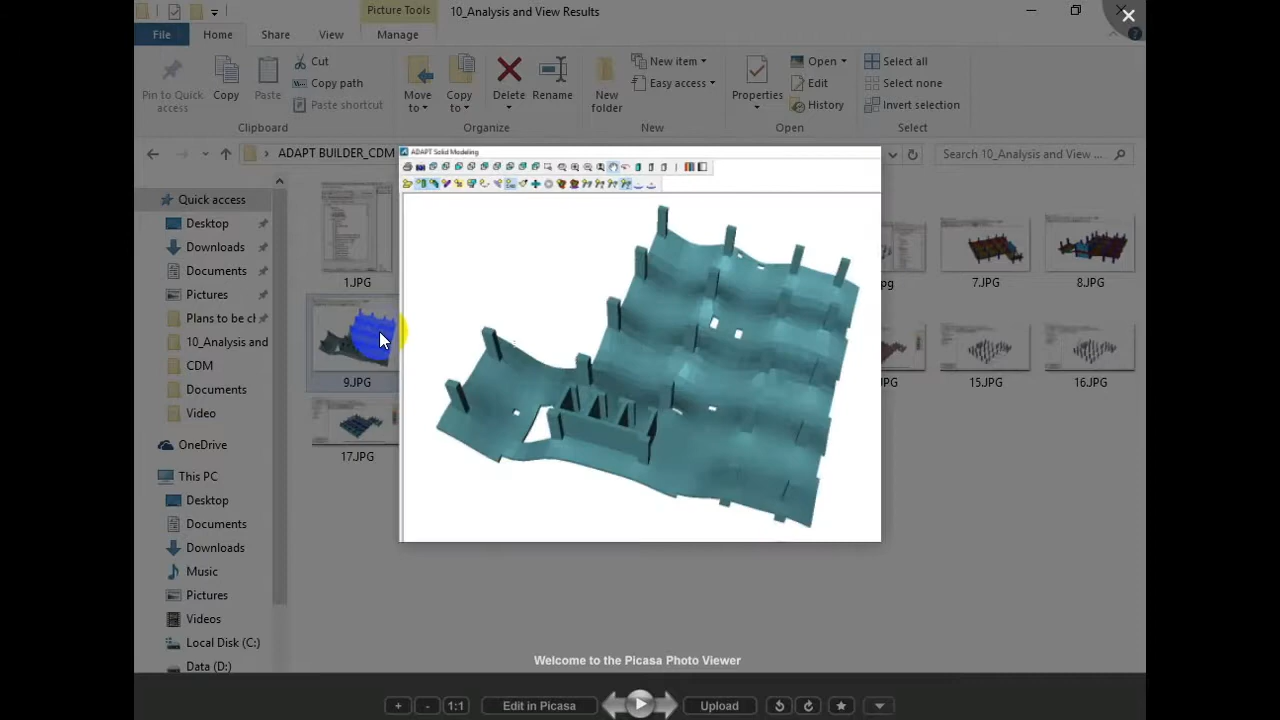 Picture Tools
10_Analysis and View Results
File
Home
Share
View
Manage
Pin to Quick access
Copy
Paste
Cut
Copy path
Paste shortcut
Move to
Copy to
Delete
Rename
New folder
New item
Easy access
Properties
Open
Edit
History
Select all
Select none
Invert selection
Clipboard
Organize
New
Open
Select
ADAPT BUILDER_CDM
Search 10_Analysis and View ...
ADAPT Solid Modeling
Quick access
Desktop
Downloads
Documents
Pictures
Plans to be cl
10_Analysis and
CDM
Documents
Video
OneDrive
This PC
Desktop
Documents
Downloads
Music
Pictures
Videos
Local Disk (C:)
Data (D:)
1.JPG
pg
7.JPG
8.JPG
9.JPG
PG
15.JPG
16.JPG
17.JPG
Welcome to the Picasa Photo Viewer
+
-
1:1
Edit in Picasa
Upload